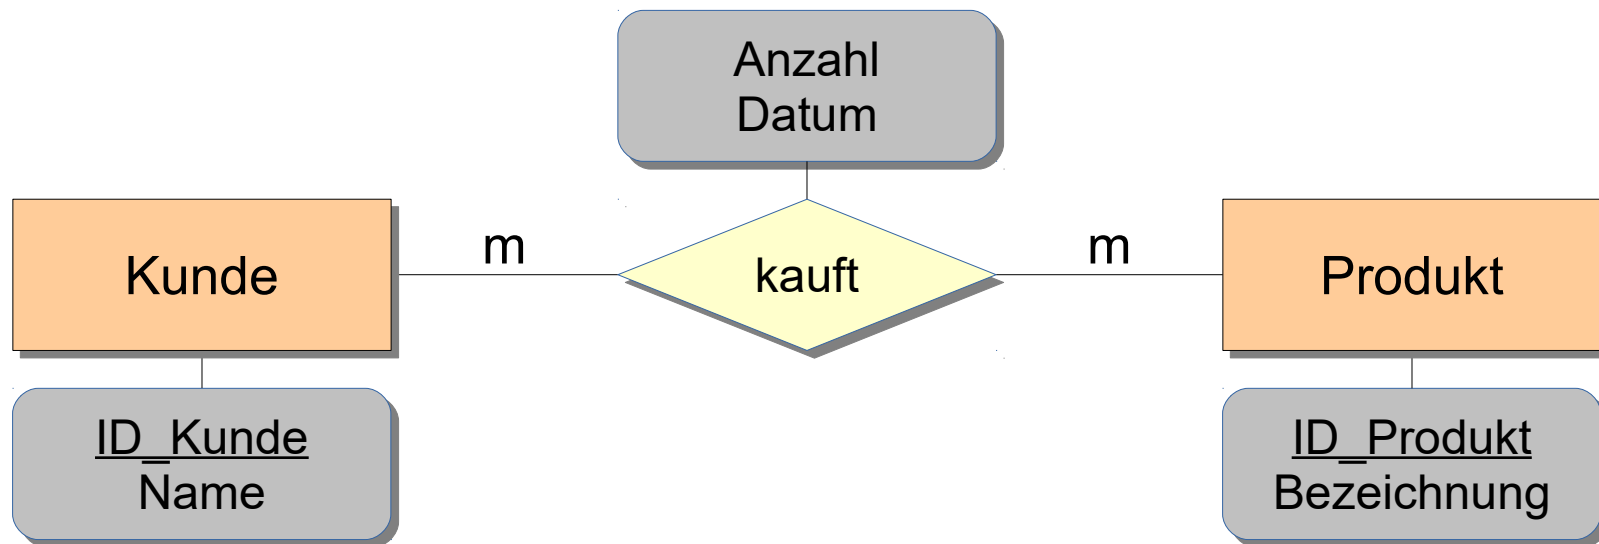 Anzahl
Datum
Kunde
m
kauft
m
Produkt
ID_Kunde
Name
ID_Produkt
Bezeichnung